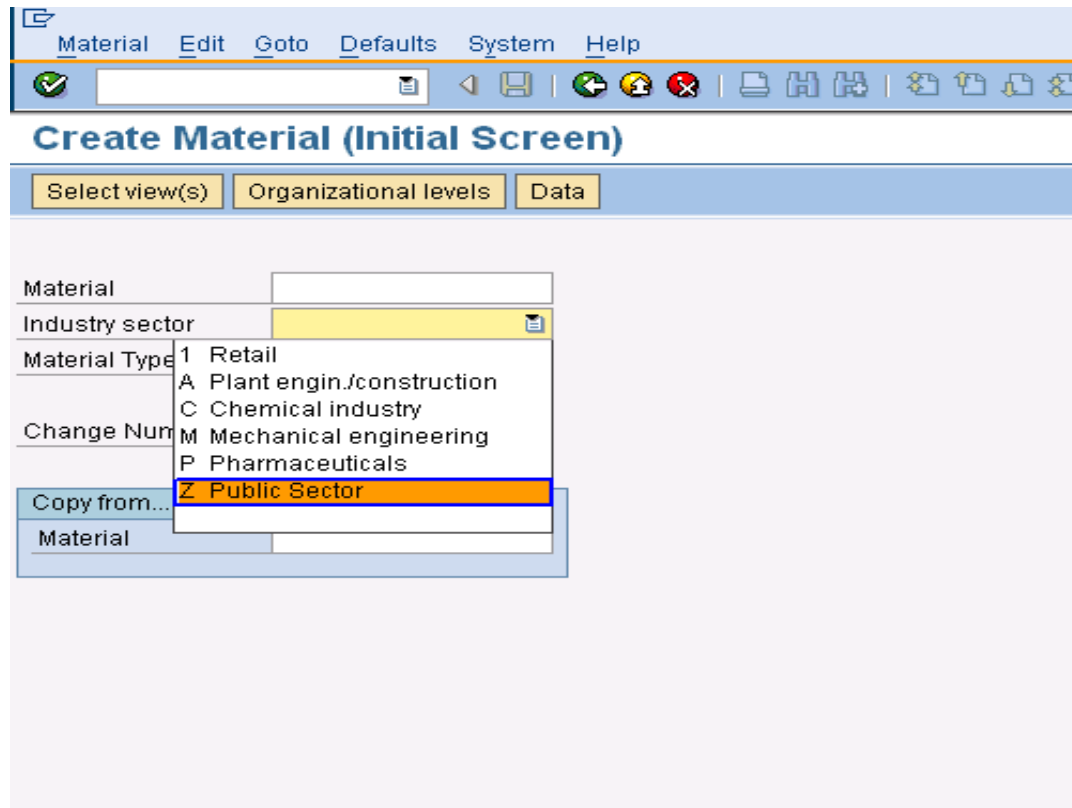 Material Edit Goto Defaults System Help
Create Material (Initial Screen)
Select view(s) Organizational levels Data
Material
Industry sector
Material Type
1 Retail
A Plant engin./construction
C Chemical industry
Change Num
M Mechanical engineering
P Pharmaceuticals
Z Public Sector
Copy from...
Material